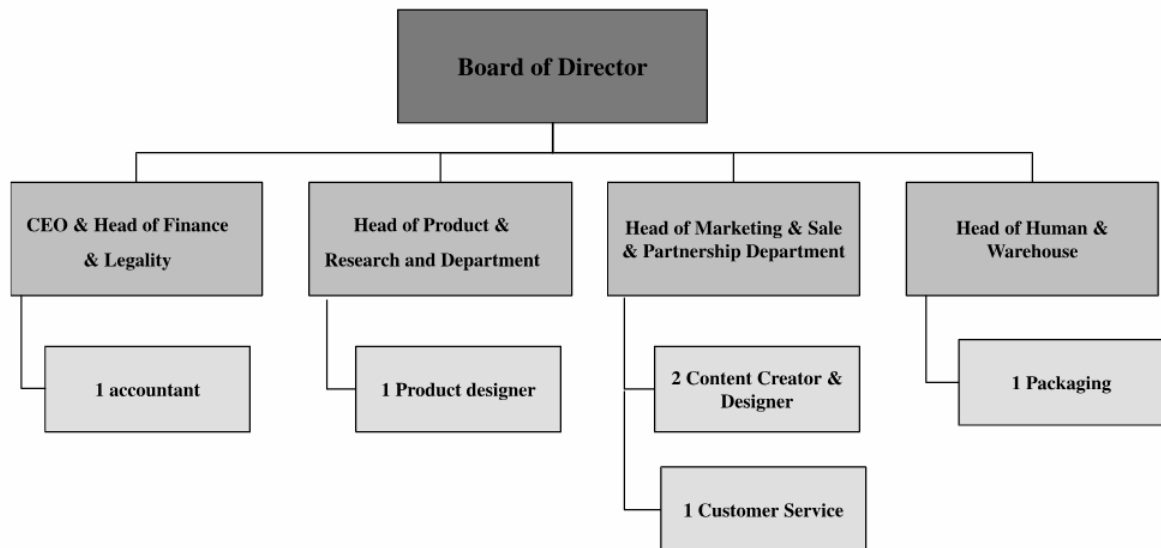 Board of Director
CEO & Head of Finance
& Legality
Head of Product &
Research and Department
Head of Marketing & Sale
& Partnership Department
Head of Human &
Warehouse
1 accountant
1 Product designer
2 Content Creator &
Designer
1 Packaging
1 Customer Service